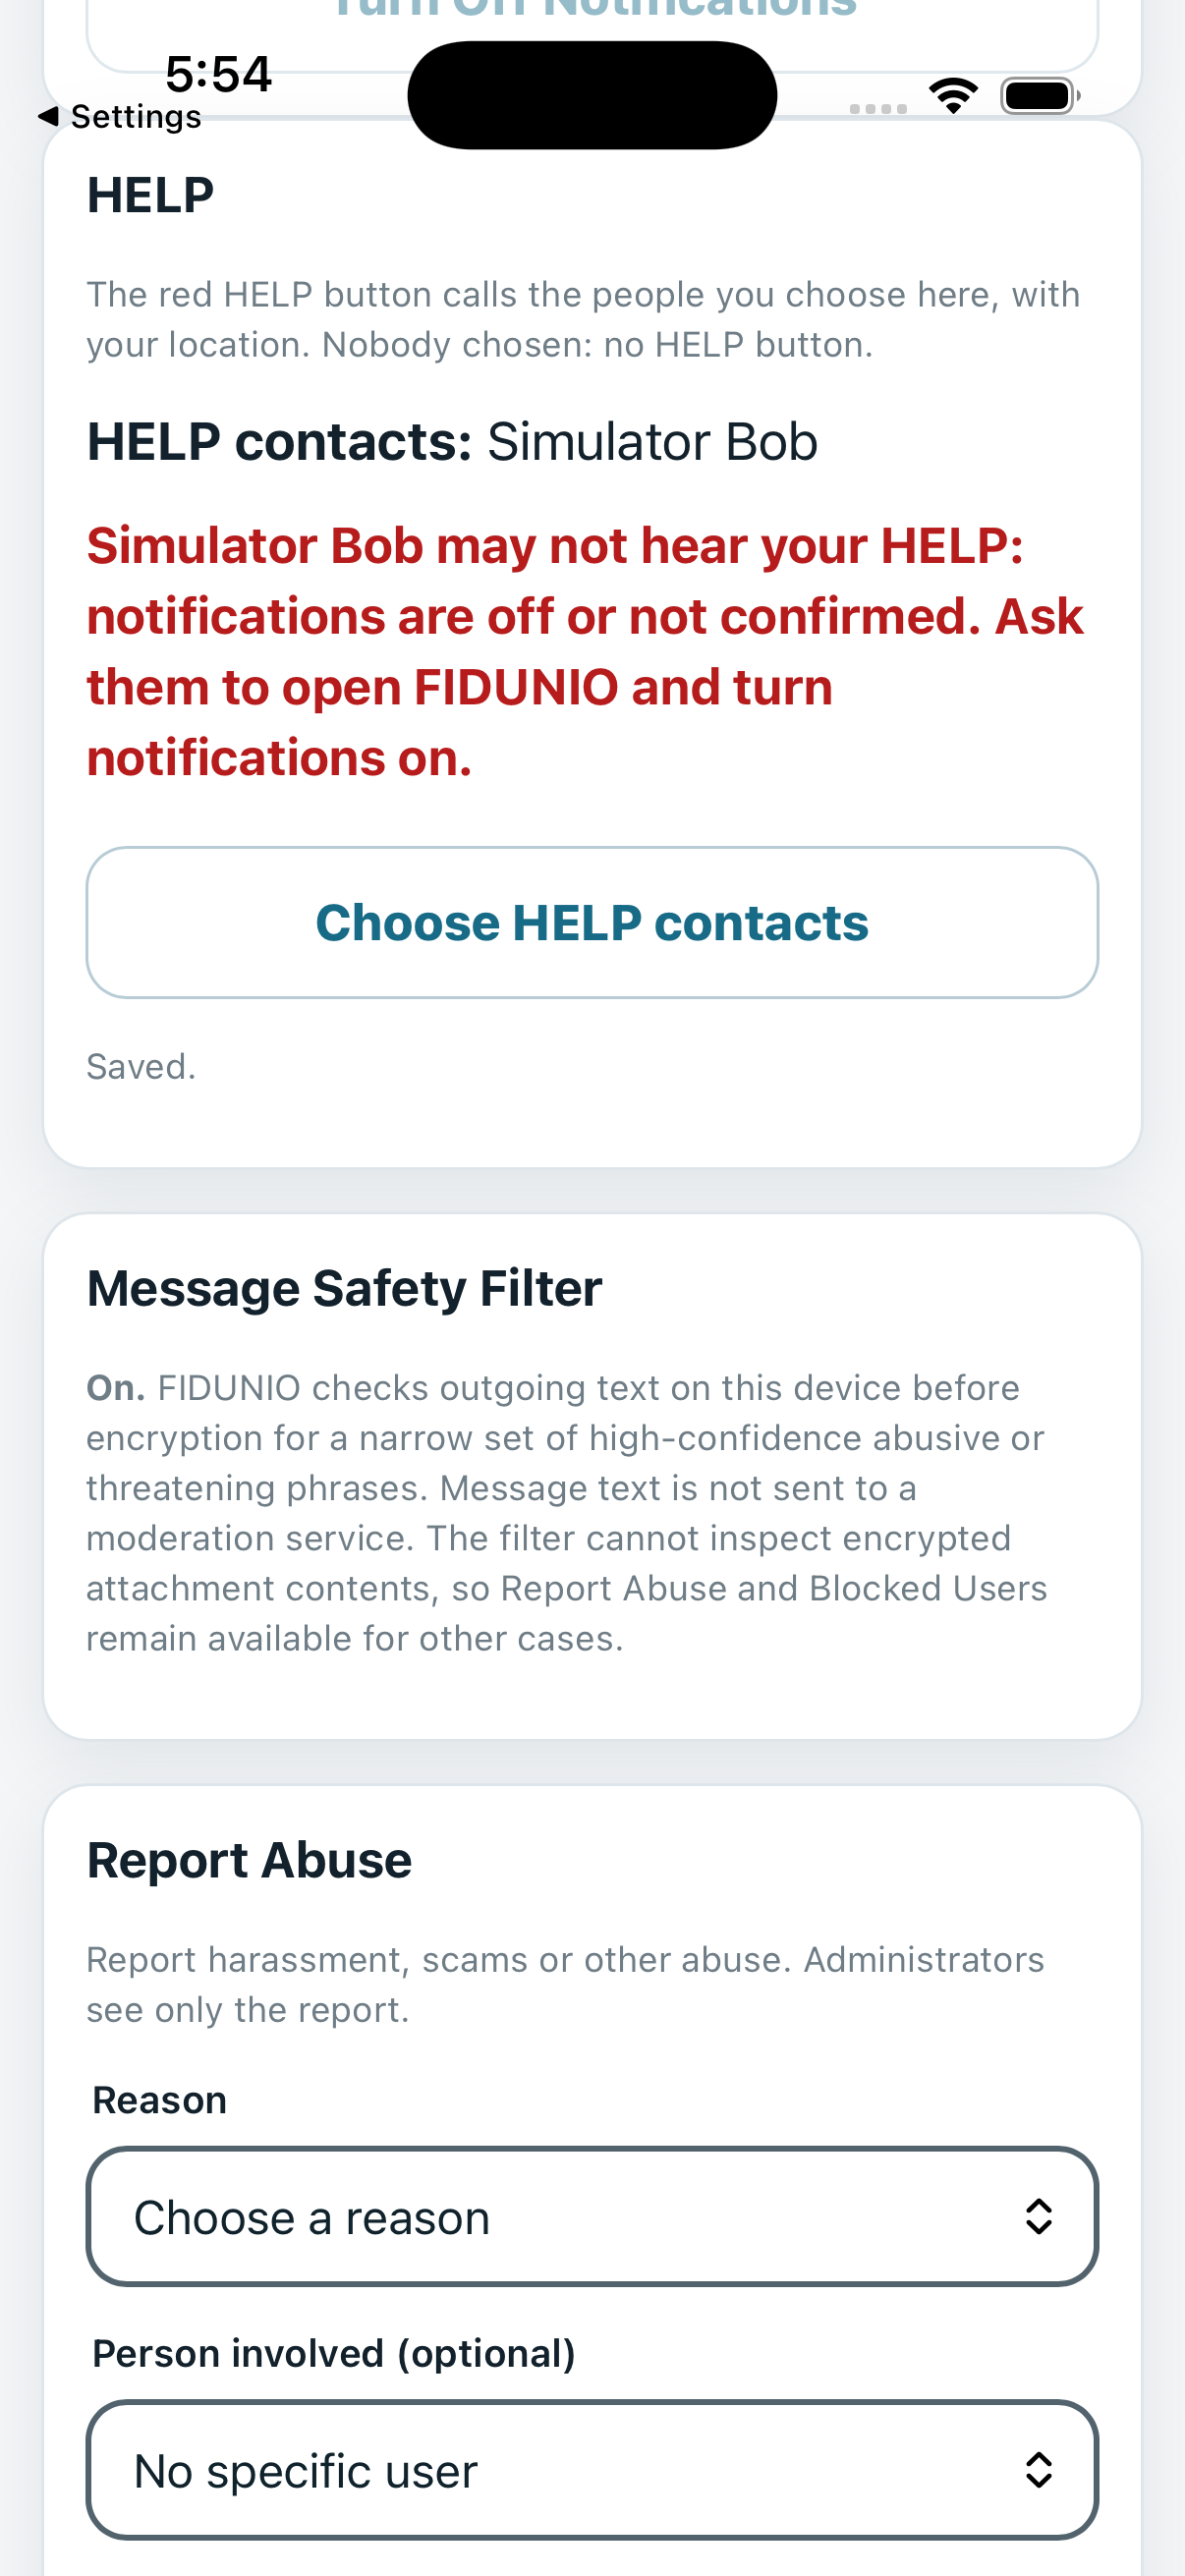 Turn Off Notifications
5:54
◀ Settings
HELP
The red HELP button calls the people you choose here, with
your location. Nobody chosen: no HELP button.
HELP contacts: Simulator Bob
Simulator Bob may not hear your HELP:
notifications are off or not confirmed. Ask
them to open FIDUNIO and turn
notifications on.
Choose HELP contacts
Saved.
Message Safety Filter
On. FIDUNIO checks outgoing text on this device before
encryption for a narrow set of high-confidence abusive or
threatening phrases. Message text is not sent to a
moderation service. The filter cannot inspect encrypted
attachment contents, so Report Abuse and Blocked Users
remain available for other cases.
Report Abuse
Report harassment, scams or other abuse. Administrators
see only the report.
Reason
Choose a reason
Person involved (optional)
No specific user